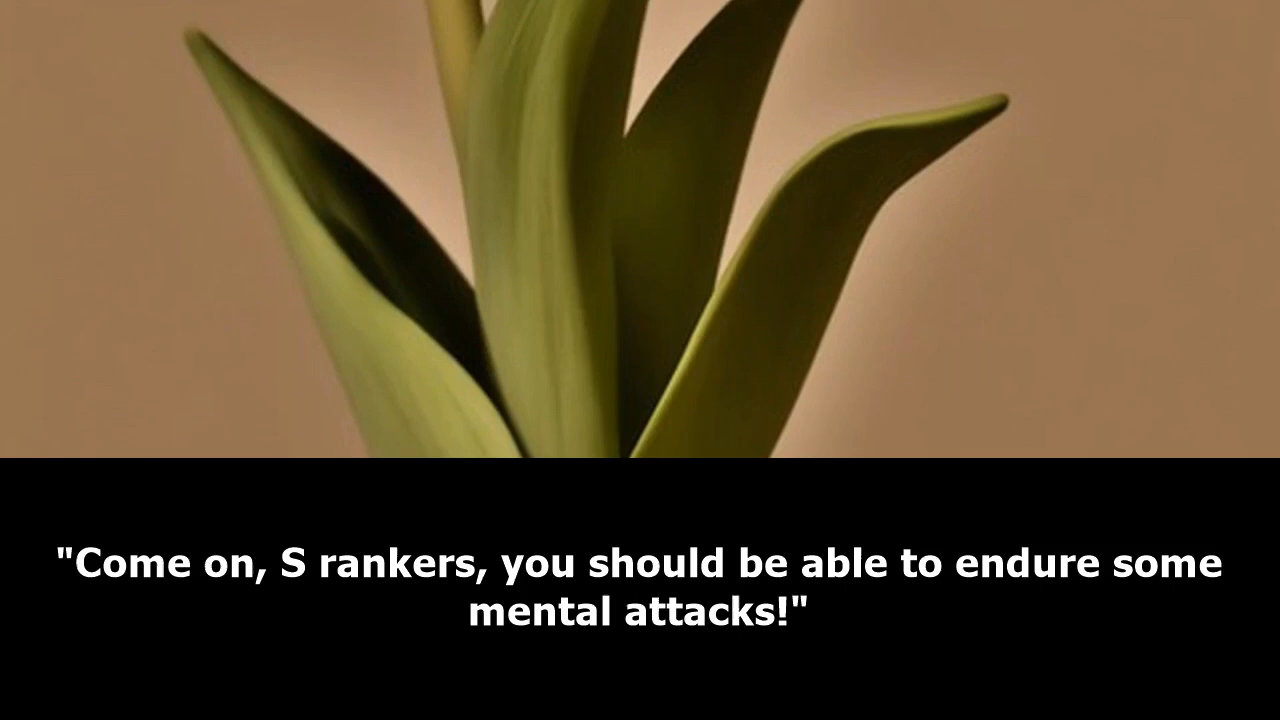 "Come on, S rankers, you should be able to endure some
mental attacks!"